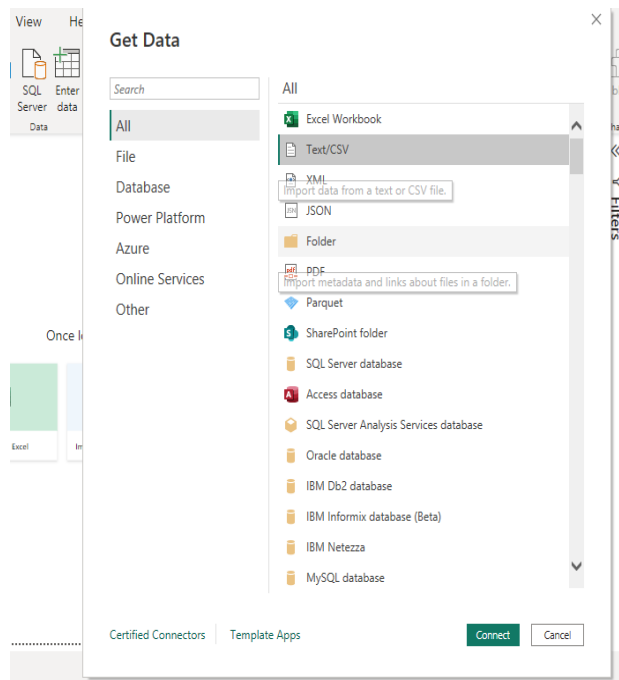 View He
SQL Enter
Server data
Data
Get Data
Search
All
File
Database
Power Platform
Azure
Online Services
Other
All
Excel Workbook
Text/CSV
XML
Import data from a text or CSV file.
JSON
Folder
PDF
Import metadata and links about files in a folder.
Parquet
SharePoint folder
SQL Server database
Access database
SQL Server Analysis Services database
Oracle database
IBM Db2 database
IBM Informix database (Beta)
IBM Netezza
MySQL database
Certified Connectors Template Apps
Connect Cancel
Filters
Once l
Excel Im